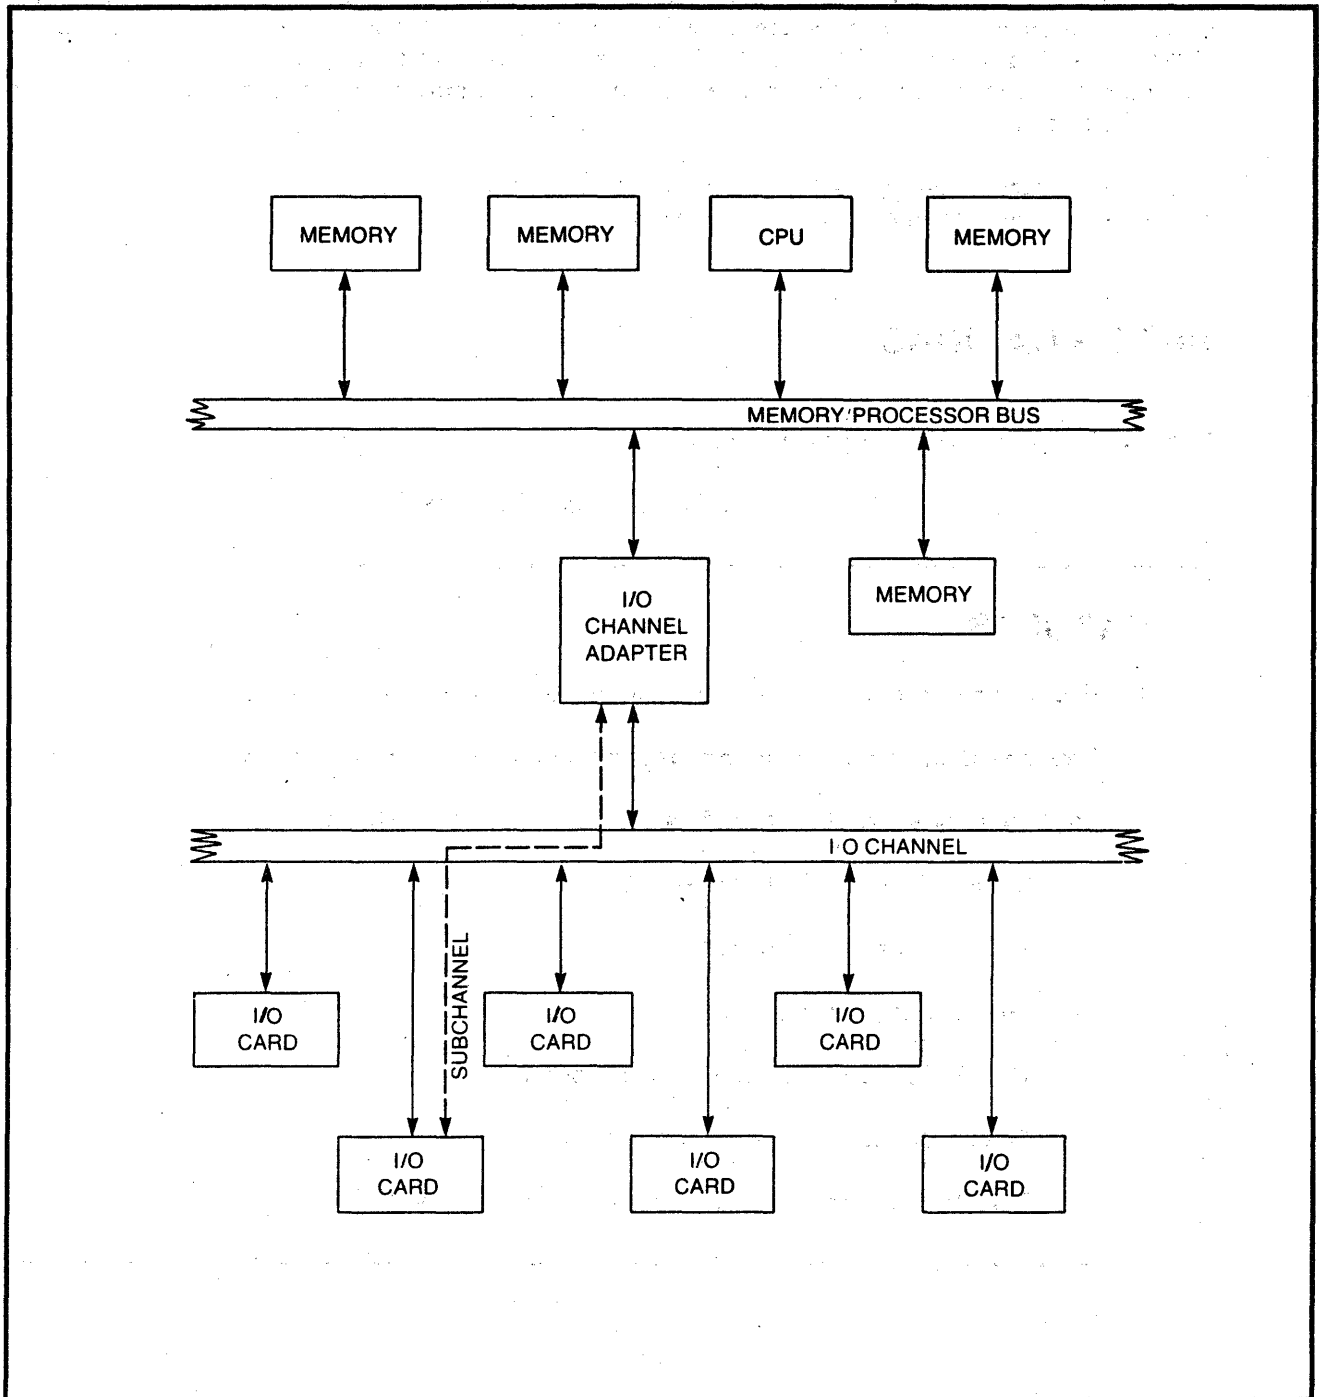 MEMORY
MEMORY
CPU
MEMORY
MEMORY/PROCESSOR BUS
I/O
CHANNEL
ADAPTER
MEMORY
I/O CHANNEL
SUBCHANNEL
I/O
CARD
I/O
CARD
I/O
CARD
I/O
CARD
I/O
CARD
I/O
CARD